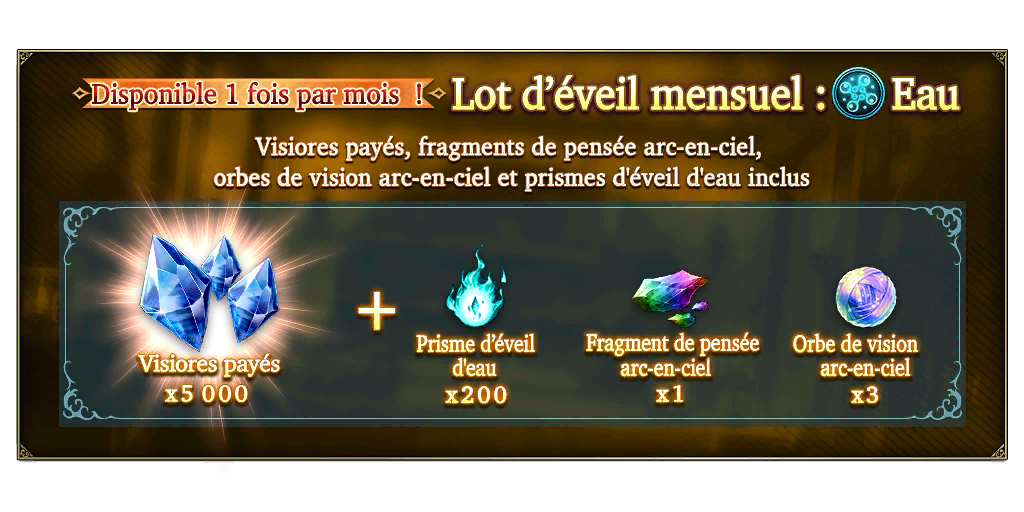 Disponible 1 fois par mois !
Lot d'éveil mensuel : Eau
Visiores payés, fragments de pensée arc-en-ciel,
orbes de vision arc-en-ciel et prismes d'éveil d'eau inclus
Visiores payés
x5 000
+
Prisme d'éveil
d'eau
x200
Fragment de pensée
arc-en-ciel
x1
Orbe de vision
arc-en-ciel
x3